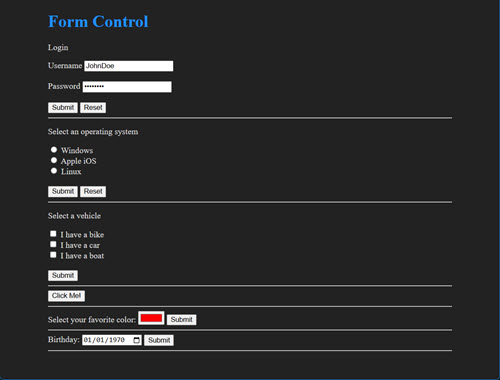 Form Control
Login
Username JohnDoe
Password ••••••••
Submit Reset
Select an operating system
Windows
Apple iOS
Linux
Submit Reset
Select a vehicle
I have a bike
I have a car
I have a boat
Submit
Click Me!
Select your favorite color: Submit
Birthday: 01/01/1970 Submit